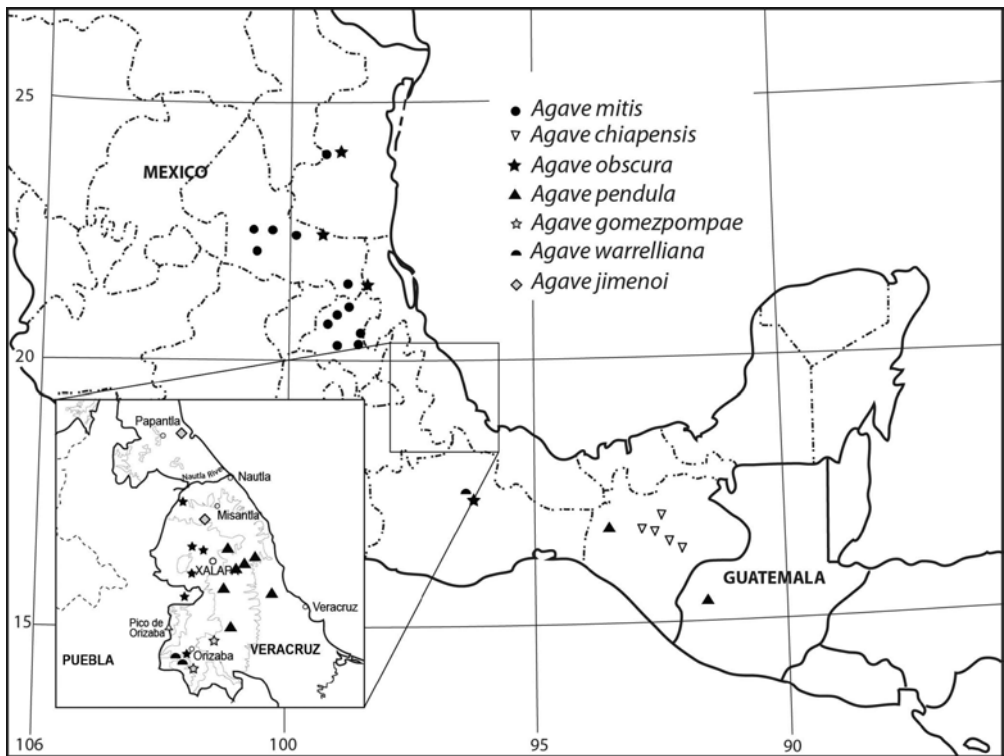 25
MEXICO
Agave mitis
Agave chiapensis
Agave obscura
Agave pendula
Agave gomezpompae
Agave warrelliana
Agave jimenoi
20
Papantla
Nautla River
Nautla
Misantla
XALAPA
Veracruz
Pico de
Orizaba
Orizaba
PUEBLA
VERACRUZ
GUATEMALA
15
106
100
95
90